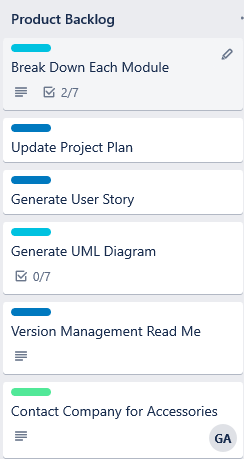 Product Backlog
Break Down Each Module
2/7
Update Project Plan
Generate User Story
Generate UML Diagram
0/7
Version Management Read Me
Contact Company for Accessories
GA